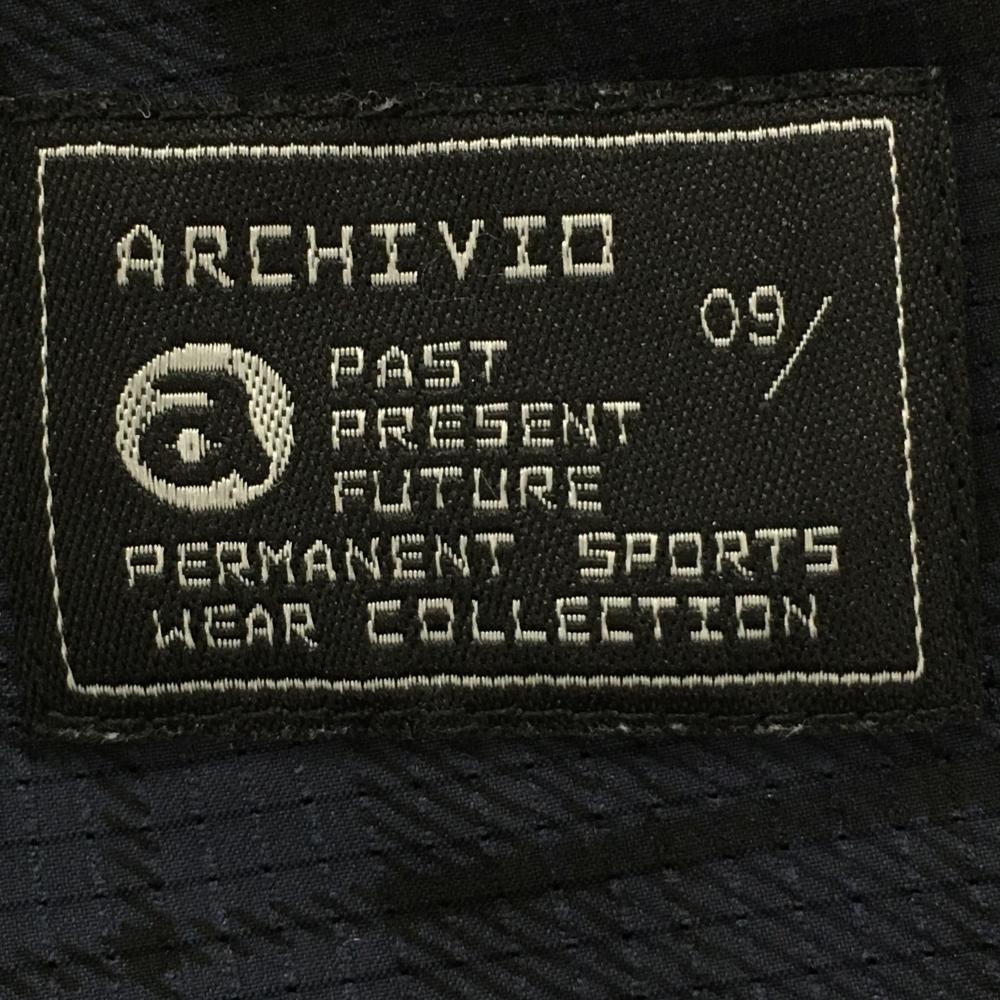 ARCHIVIO
09/
a
PAST
PRESENT
FUTURE
PERMANENT SPORTS
WEAR COLLECTION